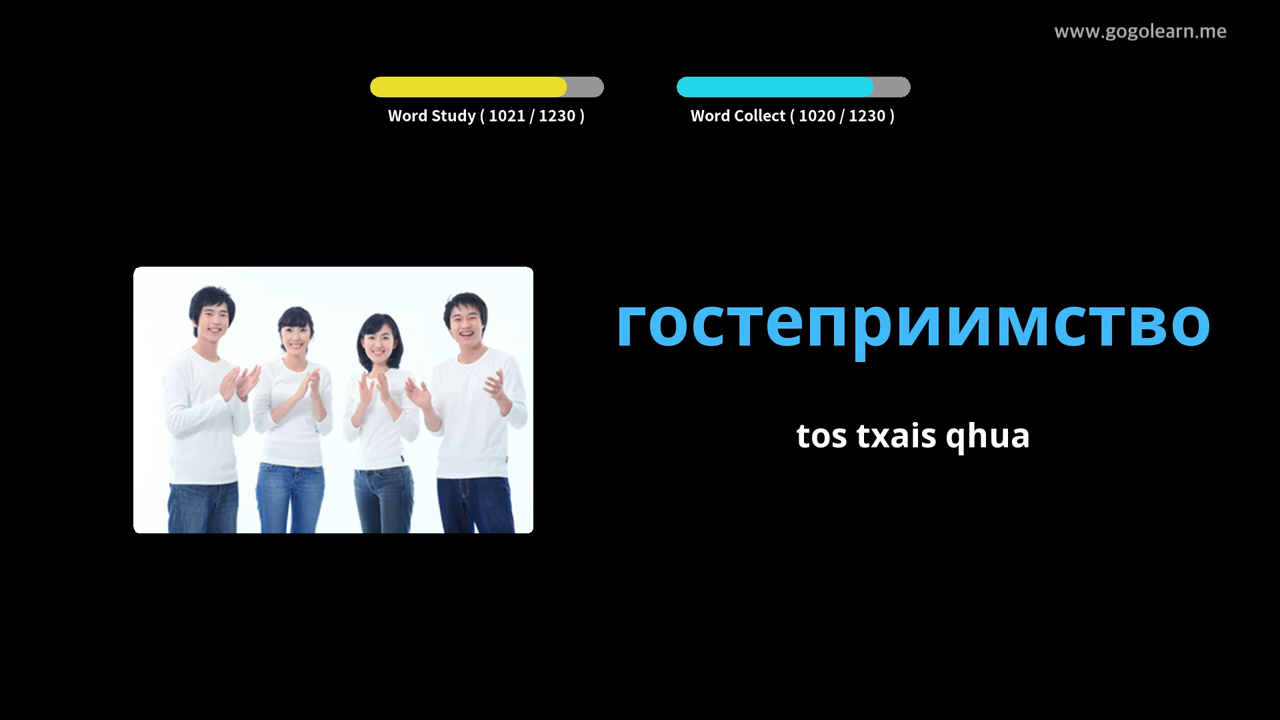 www.gogolearn.me
Word Study ( 1021 / 1230 )
Word Collect ( 1020 / 1230 )
гостеприимство
tos txais qhua